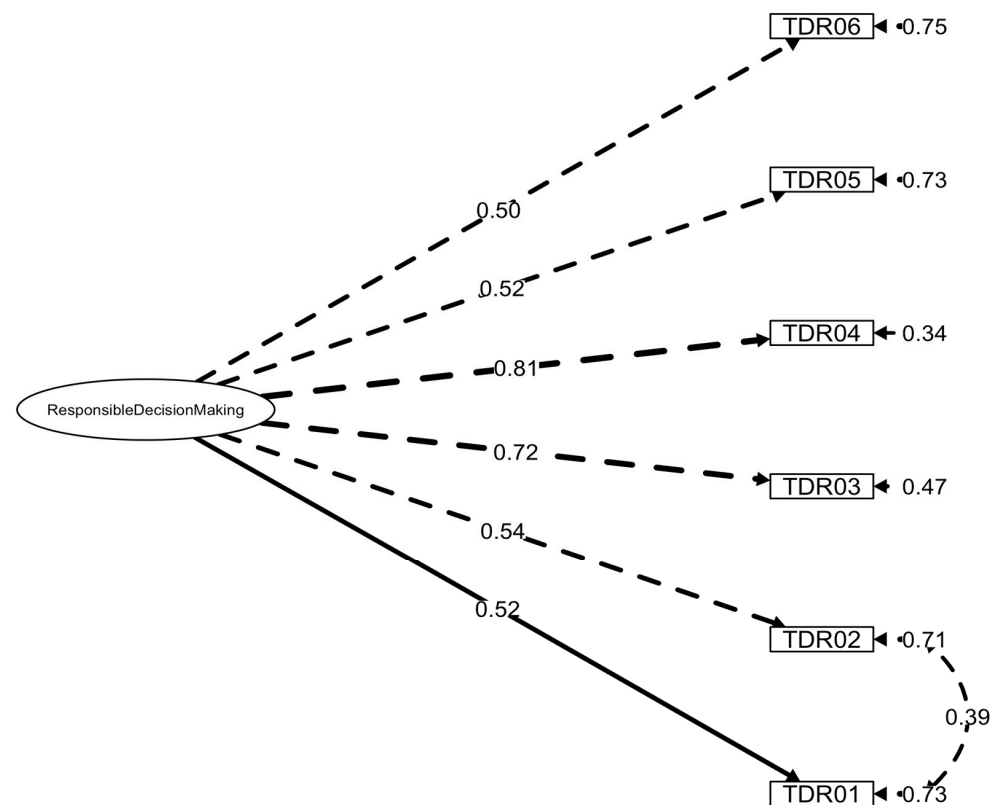 TDR06 0.75
0.50
TDR05 0.73
0.52
TDR04 0.34
0.81
ResponsibleDecisionMaking
0.72
TDR03 0.47
0.54
0.52
TDR02 0.71
0.39
TDR01 0.73